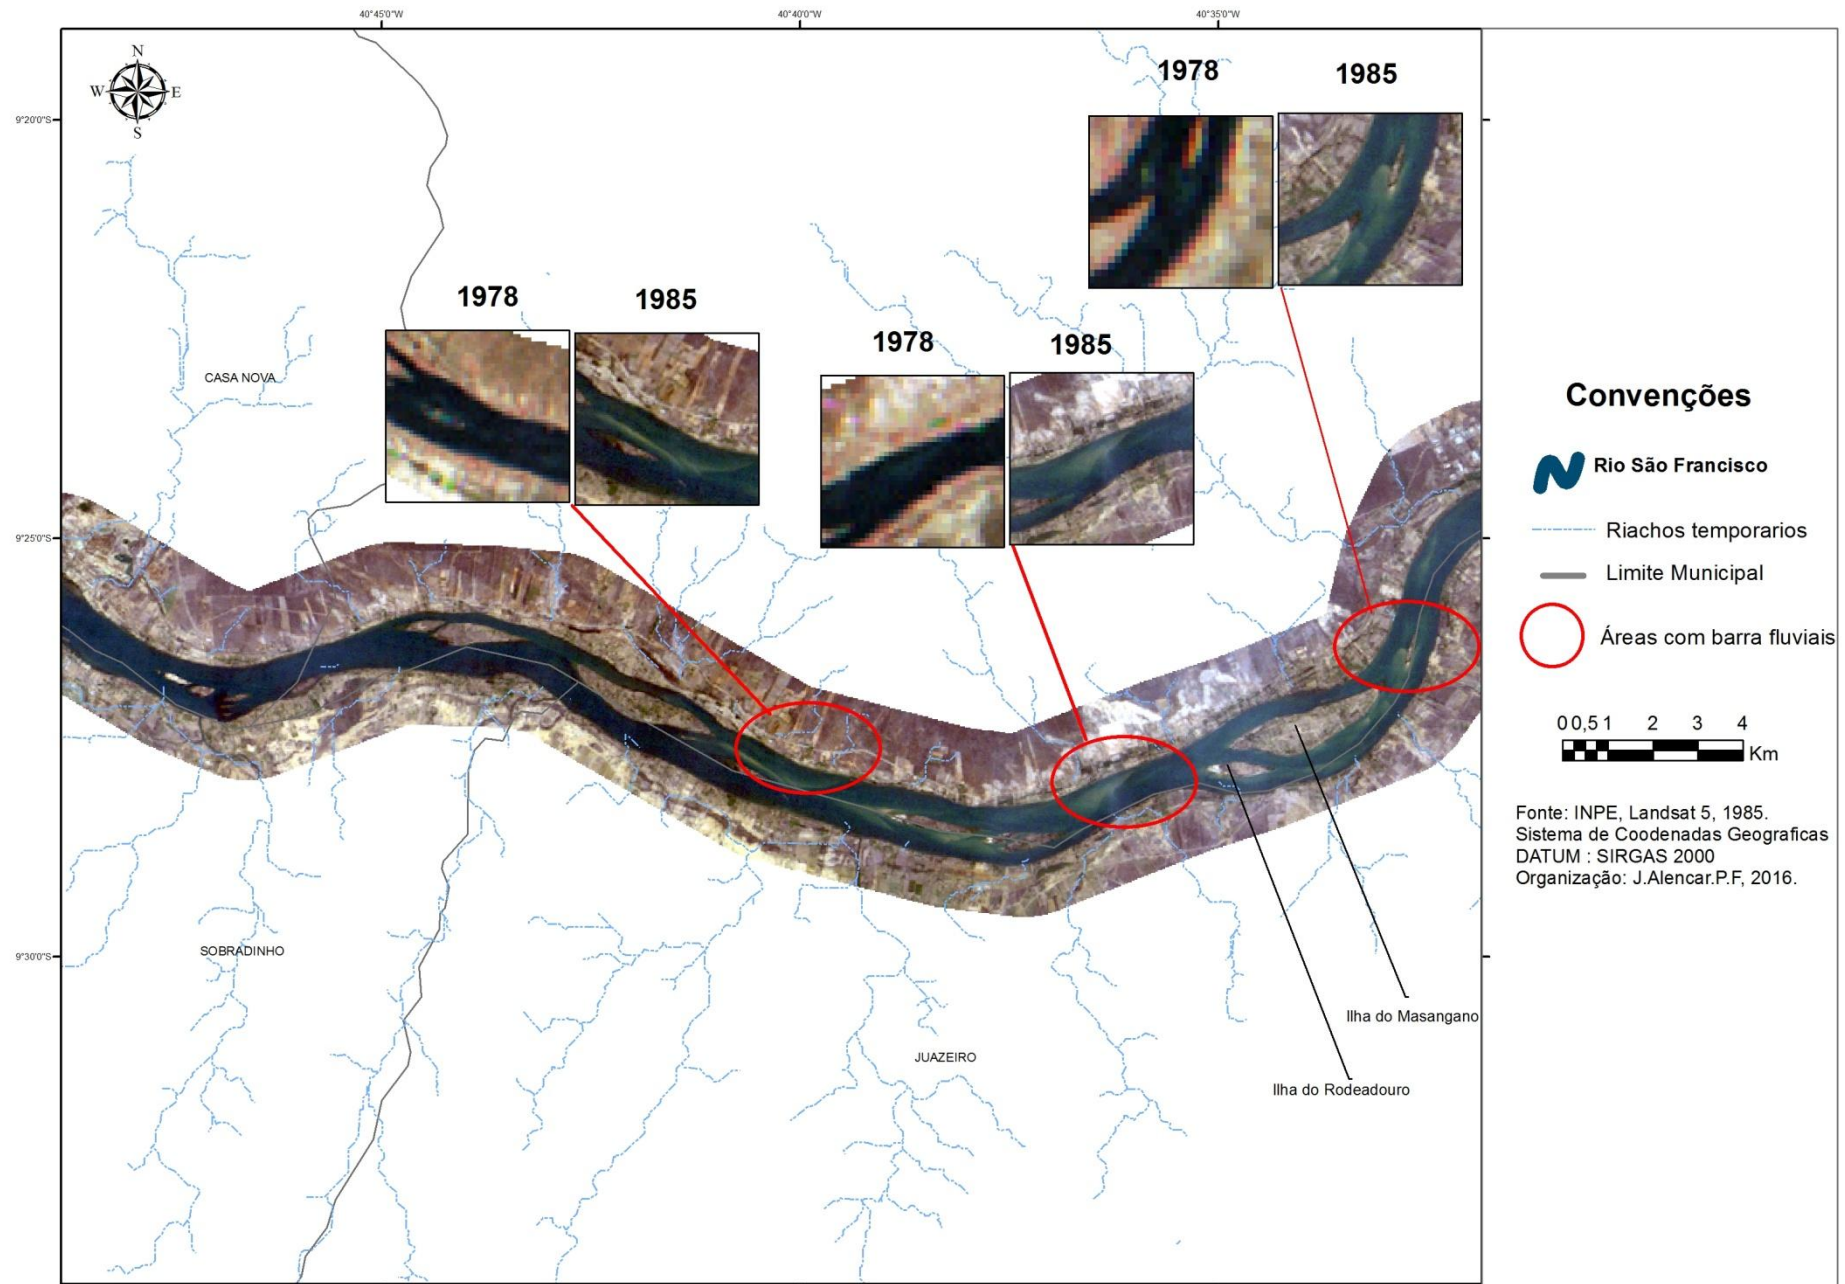 40°45'0"W
40°40'0"W
40°35'0"W
9°20'0"S
9°25'0"S
9°30'0"S
N
W
E
S
1978
1985
1978
1985
1978
1985
CASA NOVA
SOBRADINHO
JUAZEIRO
Ilha do Masangano
Ilha do Rodeadouro
Convenções
Rio São Francisco
Riachos temporarios
Limite Municipal
Áreas com barra fluviais
0 0,5 1 2 3 4
Km
Fonte: INPE, Landsat 5, 1985.
Sistema de Coodenadas Geograficas
DATUM : SIRGAS 2000
Organização: J.Alencar.P.F, 2016.